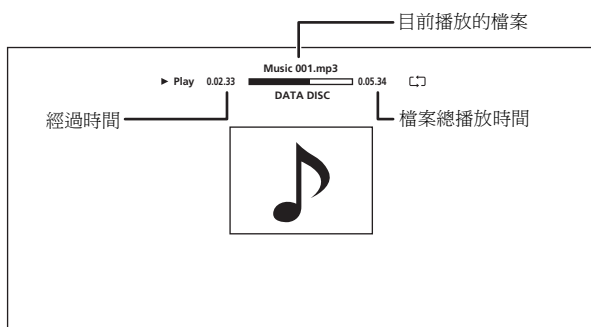 目前播放的檔案
Music 001.mp3
► Play 0.02.33 0.05.34
DATA DISC
經過時間
檔案總播放時間